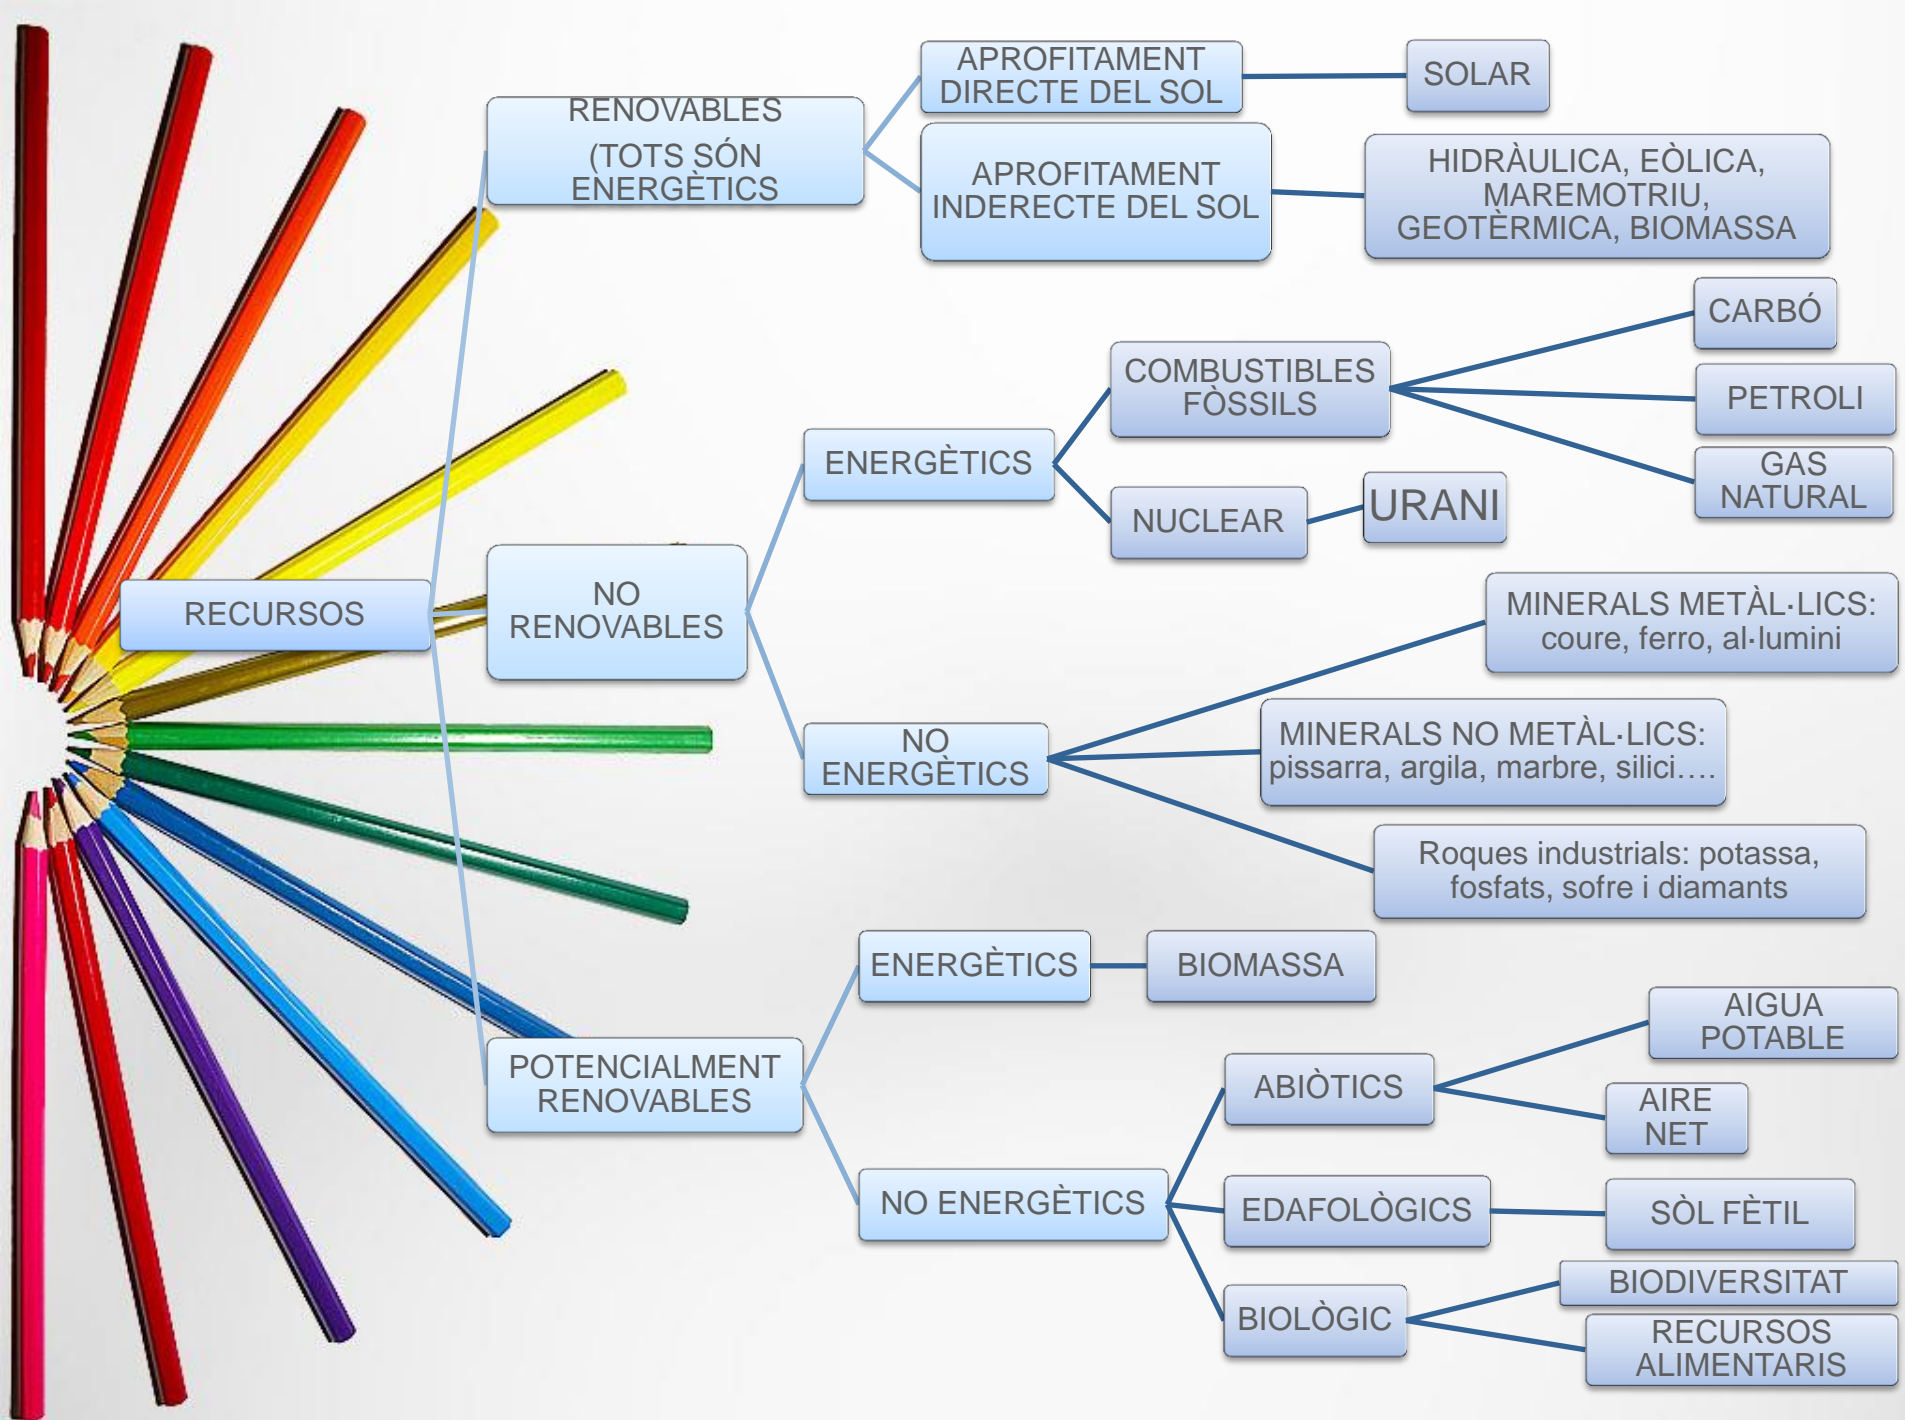 RECURSOS
RENOVABLES
(TOTS SÓN
ENERGÈTICS
APROFITAMENT
DIRECTE DEL SOL
SOLAR
APROFITAMENT
INDERECTE DEL SOL
HIDRÀULICA, EÒLICA,
MAREMOTRIU,
GEOTÈRMICA, BIOMASSA
NO
RENOVABLES
ENERGÈTICS
COMBUSTIBLES
FÒSSILS
CARBÓ
PETROLI
GAS
NATURAL
NUCLEAR
URANI
NO
ENERGÈTICS
MINERALS METÀL·LICS:
coure, ferro, al·lumini
MINERALS NO METÀL·LICS:
pissarra, argila, marbre, silici….
Roques industrials: potassa,
fosfats, sofre i diamants
POTENCIALMENT
RENOVABLES
ENERGÈTICS
BIOMASSA
NO ENERGÈTICS
ABIÒTICS
AIGUA
POTABLE
AIRE
NET
EDAFOLÒGICS
SÒL FÈTIL
BIOLÒGIC
BIODIVERSITAT
RECURSOS
ALIMENTARIS